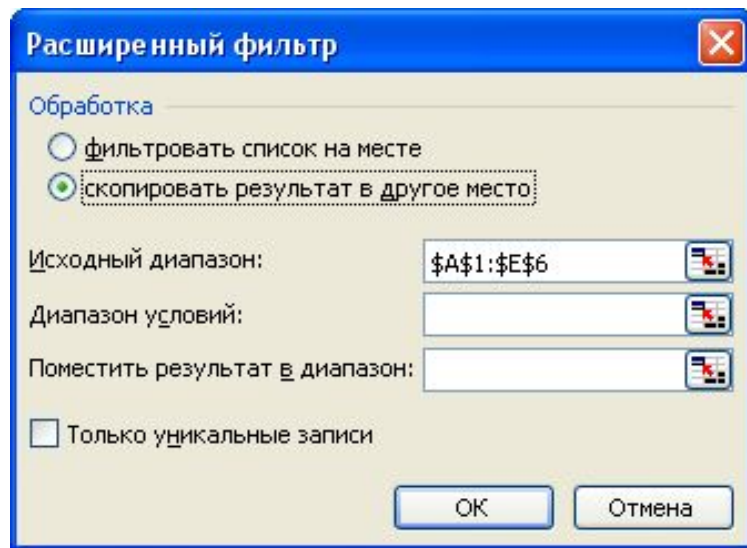 Расширенный фильтр
Обработка
фильтровать список на месте
скопировать результат в другое место
Исходный диапазон: $A$1:$E$6
Диапазон условий:
Поместить результат в диапазон:
Только уникальные записи
ОК Отмена